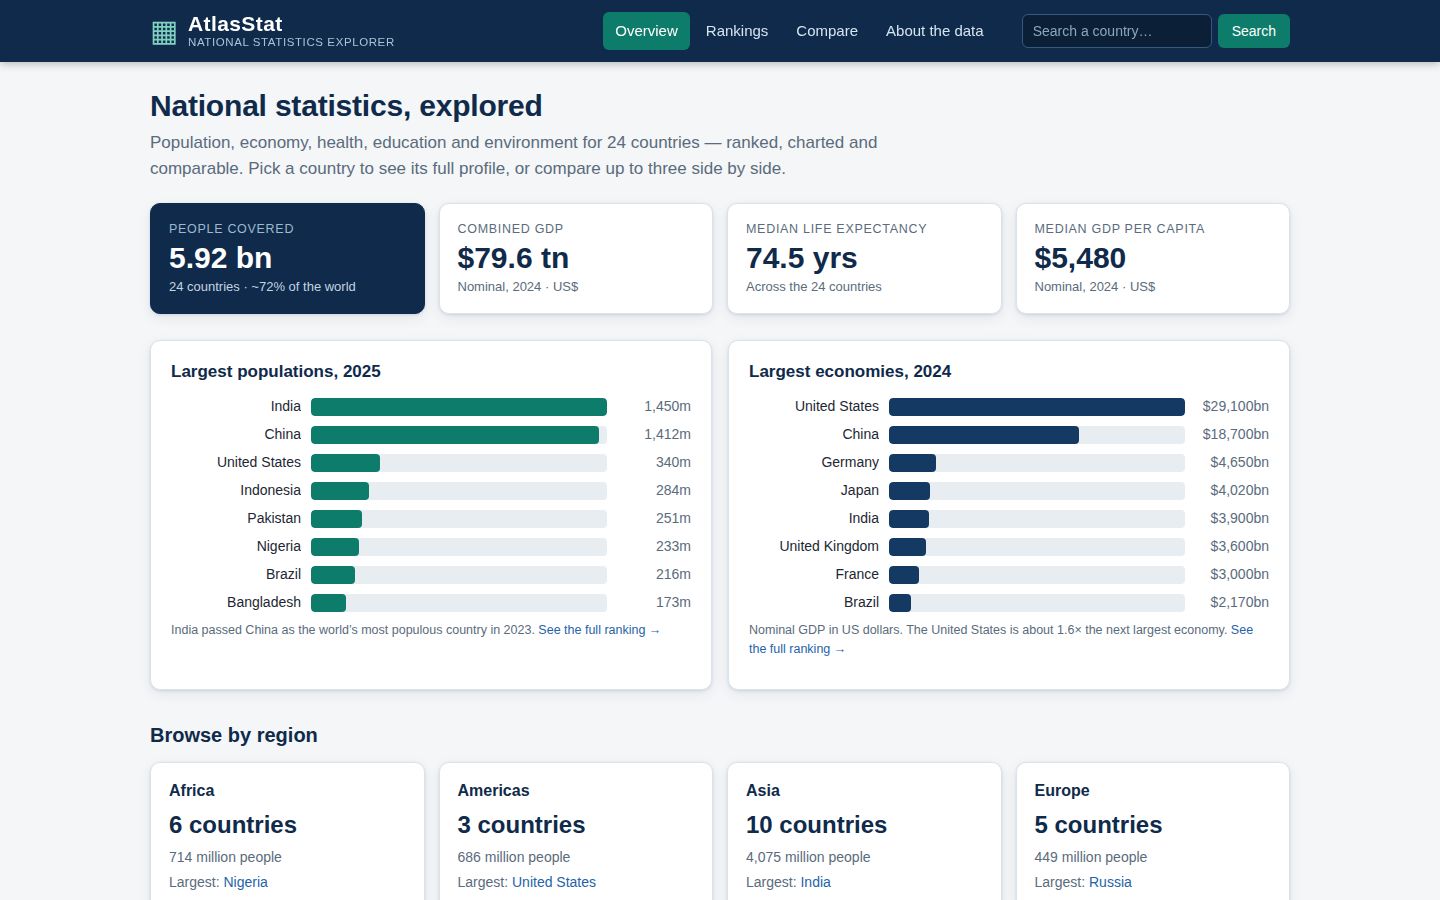 AtlasStat
NATIONAL STATISTICS EXPLORER
Overview
Rankings
Compare
About the data
Search a country…
Search
National statistics, explored
Population, economy, health, education and environment for 24 countries — ranked, charted and
comparable. Pick a country to see its full profile, or compare up to three side by side.
PEOPLE COVERED
5.92 bn
24 countries · ~72% of the world
COMBINED GDP
$79.6 tn
Nominal, 2024 · US$
MEDIAN LIFE EXPECTANCY
74.5 yrs
Across the 24 countries
MEDIAN GDP PER CAPITA
$5,480
Nominal, 2024 · US$
Largest populations, 2025
India 1,450m
China 1,412m
United States 340m
Indonesia 284m
Pakistan 251m
Nigeria 233m
Brazil 216m
Bangladesh 173m
India passed China as the world’s most populous country in 2023. See the full ranking →
Largest economies, 2024
United States $29,100bn
China $18,700bn
Germany $4,650bn
Japan $4,020bn
India $3,900bn
United Kingdom $3,600bn
France $3,000bn
Brazil $2,170bn
Nominal GDP in US dollars. The United States is about 1.6× the next largest economy. See
the full ranking →
Browse by region
Africa
6 countries
714 million people
Largest: Nigeria
Americas
3 countries
686 million people
Largest: United States
Asia
10 countries
4,075 million people
Largest: India
Europe
5 countries
449 million people
Largest: Russia